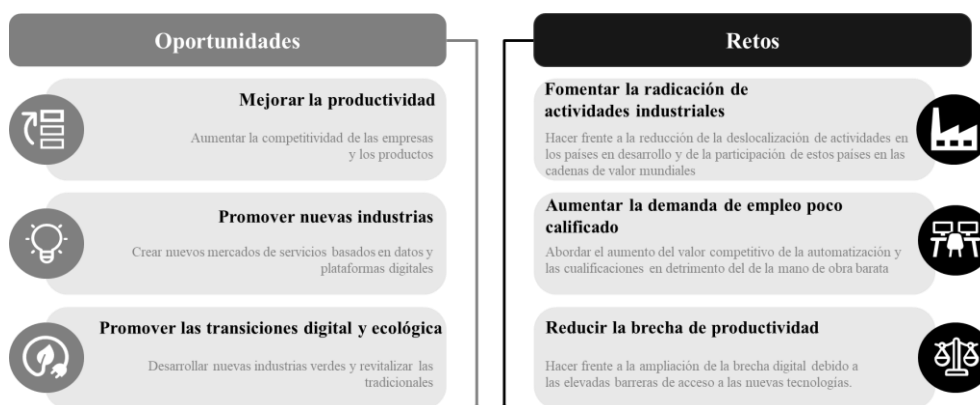 Oportunidades
Mejorar la productividad
Aumentar la competitividad de las empresas
y los productos
Promover nuevas industrias
Crear nuevos mercados de servicios basados en datos y
plataformas digitales
Promover las transiciones digital y ecológica
Desarrollar nuevas industrias verdes y revitalizar las
tradicionales
Retos
Fomentar la radicación de
actividades industriales
Hacer frente a la reducción de la deslocalización de actividades en
los países en desarrollo y de la participación de estos países en las
cadenas de valor mundiales
Aumentar la demanda de empleo poco
calificado
Abordar el aumento del valor competitivo de la automatización y
las cualificaciones en detrimento del de la mano de obra barata
Reducir la brecha de productividad
Hacer frente a la ampliación de la brecha digital debido a
las elevadas barreras de acceso a las nuevas tecnologías.